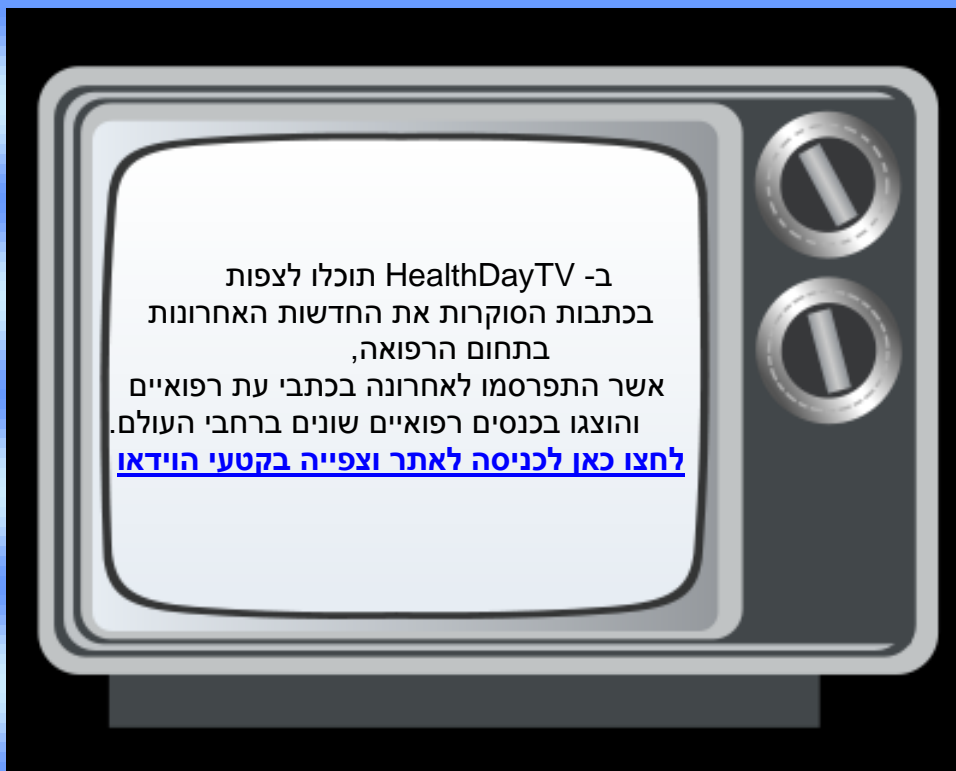 ב- HealthDayTV תוכלו לצפות
בכתבות הסוקרות את החדשות האחרונות
בתחום הרפואה,
אשר התפרסמו לאחרונה בכתבי עת רפואיים
והוצגו בכנסים רפואיים שונים ברחבי העולם.
לחצו כאן לכניסה לאתר וצפייה בקטעי הוידאו